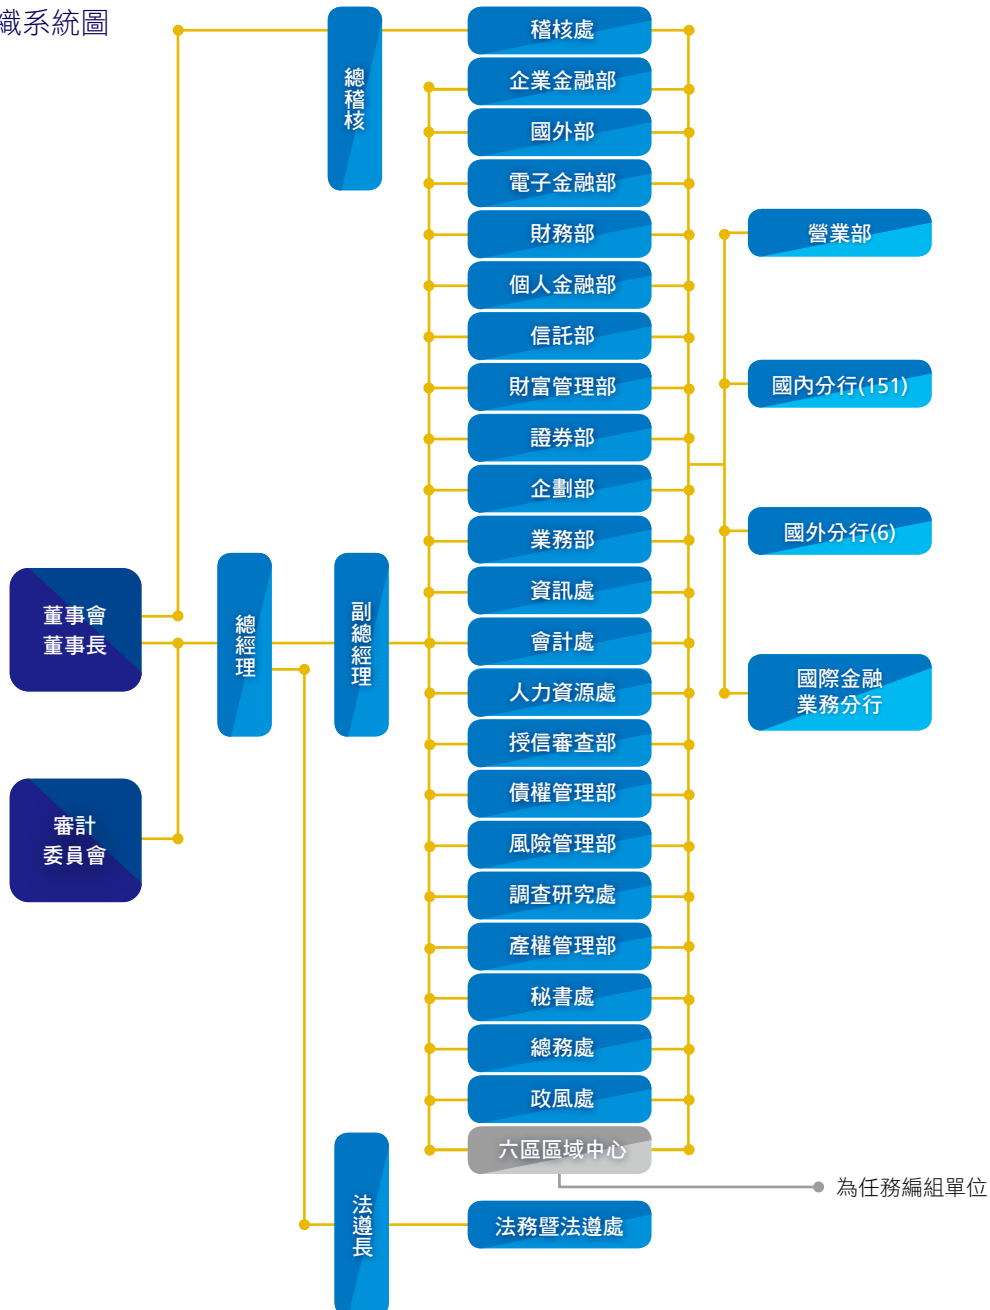 織系統圖
總稽核
稽核處
企業金融部
國外部
電子金融部
財務部
個人金融部
信託部
財富管理部
證券部
企劃部
業務部
資訊處
會計處
人力資源處
授信審查部
債權管理部
風險管理部
調查研究處
產權管理部
秘書處
總務處
政風處
六區區域中心
為任務編組單位
法務暨法遵處
營業部
國內分行(151)
國外分行(6)
國際金融
業務分行
董事會
董事長
總經理
副總經理
審計
委員會
法遵長